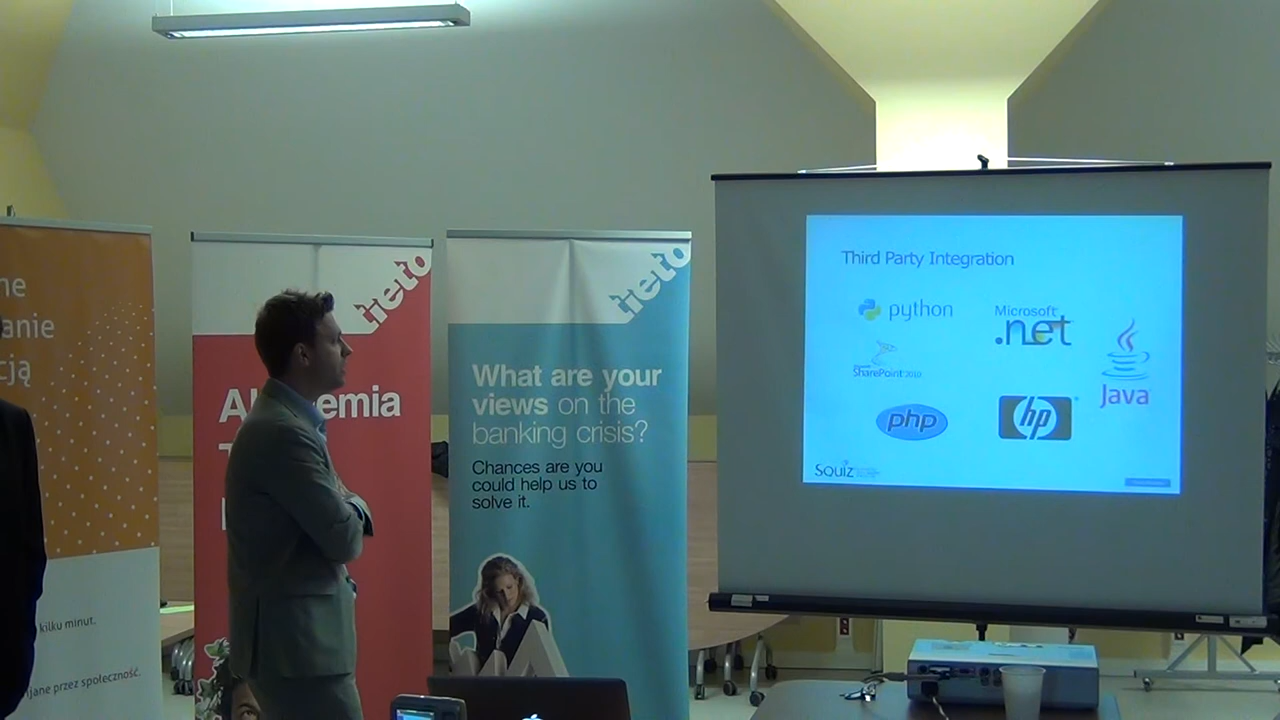 ne
anie
cją
kilku minut.
jane przez społeczność.
tieto
A emia
tieto
What are your
views on the
banking crisis?
Chances are you
could help us to
solve it.
Third Party Integration
python
Microsoft
.net
SharePoint 2010
Java
php
hp
Squiz